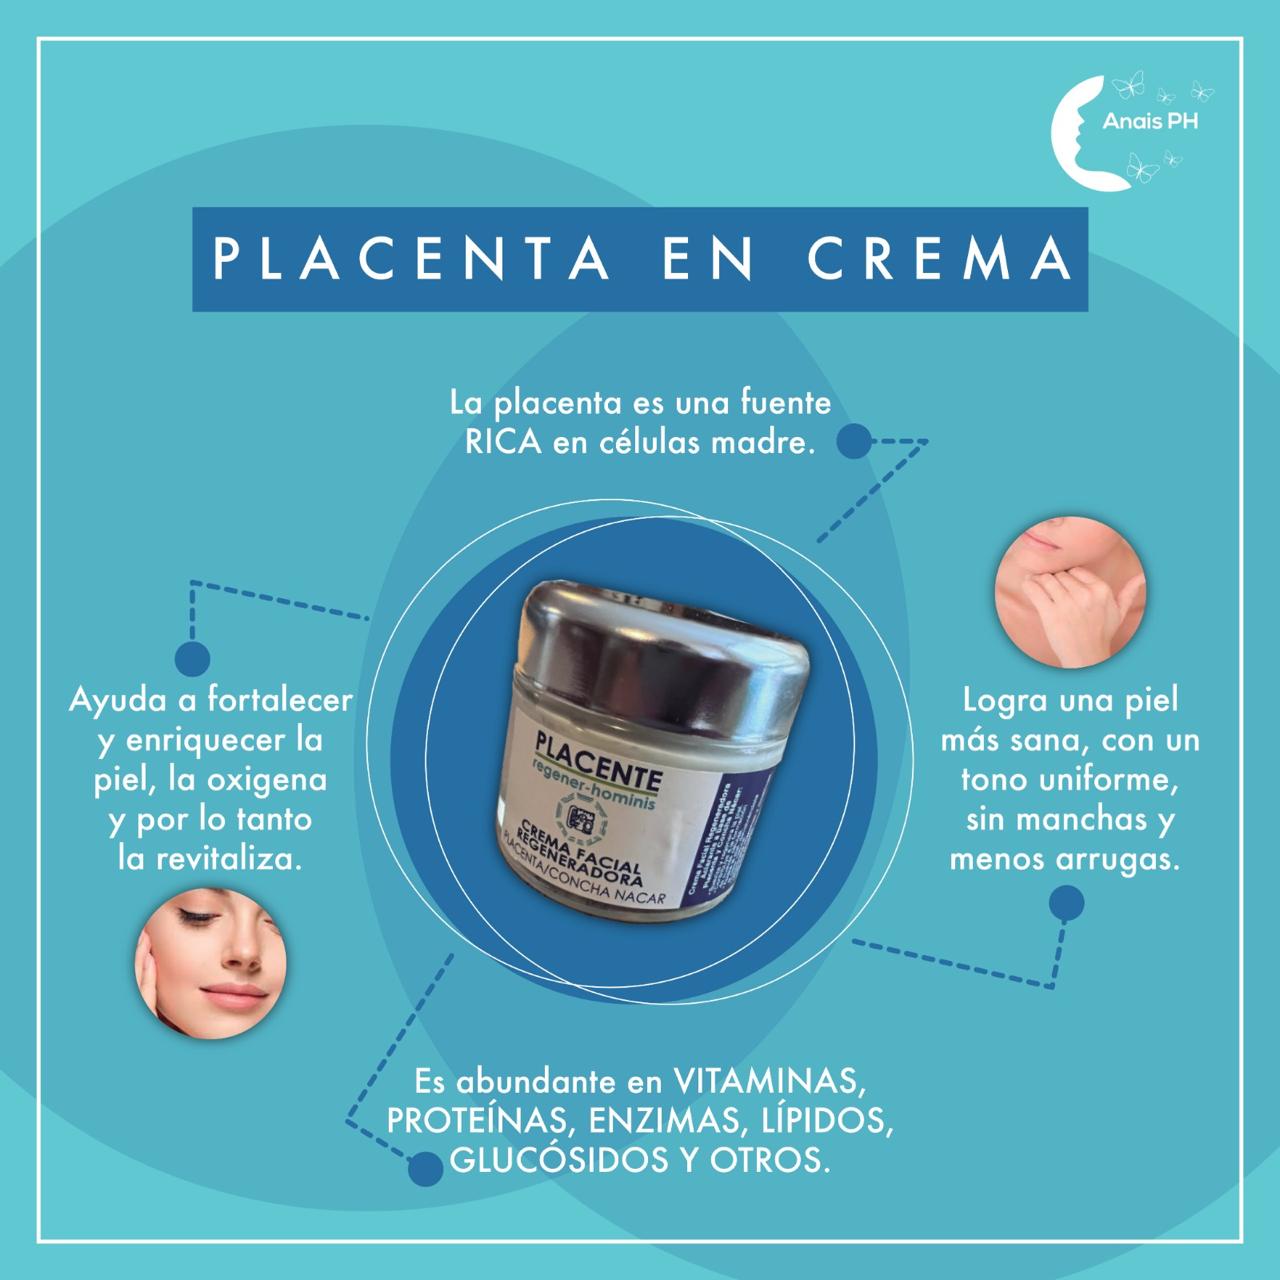 Anais PH
PLACENTA EN CREMA
La placenta es una fuente
RICA en células madre.
Ayuda a fortalecer
y enriquecer la
piel, la oxigena
y por lo tanto
la revitaliza.
Logra una piel
más sana, con un
tono uniforme,
sin manchas y
menos arrugas.
PLACENTE
regener-hominis
CREMA FACIAL
REGENERADORA
PLACENTA/CONCHA NACAR
Crema Facial Regeneradora
Es abundante en VITAMINAS,
PROTEÍNAS, ENZIMAS, LÍPIDOS,
GLUCÓSIDOS Y OTROS.